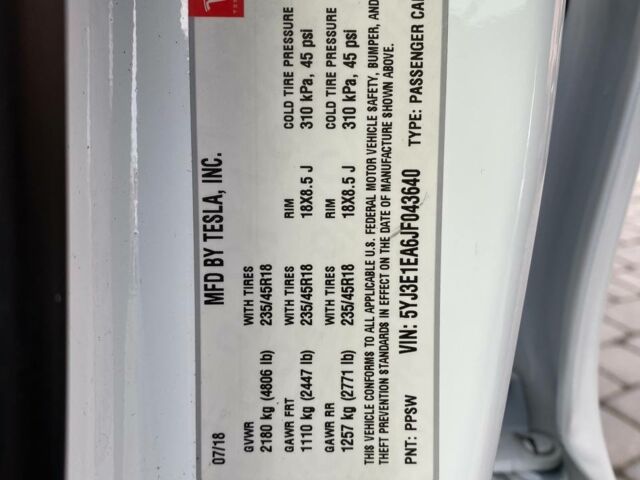 07/18 MFD BY TESLA, INC.
GVWR WITH TIRES
2180 kg (4806 lb) 235/45R18
GAWR FRT WITH TIRES RIM COLD TIRE PRESSURE
1110 kg (2447 lb) 235/45R18 18X8.5 J 310 kPa, 45 psi
GAWR RR WITH TIRES RIM COLD TIRE PRESSURE
1257 kg (2771 lb) 235/45R18 18X8.5 J 310 kPa, 45 psi
THIS VEHICLE CONFORMS TO ALL APPLICABLE U.S. FEDERAL MOTOR VEHICLE SAFETY, BUMPER, AND
THEFT PREVENTION STANDARDS IN EFFECT ON THE DATE OF MANUFACTURE SHOWN ABOVE.
PNT: PPSW VIN: 5YJ3E1EA6JF043640 TYPE: PASSENGER